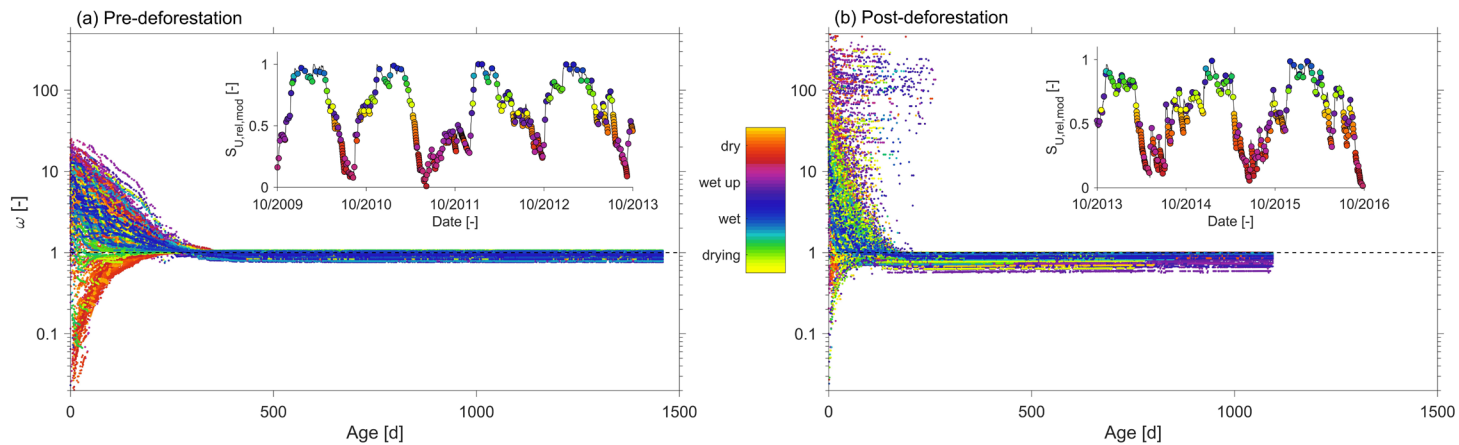 (a) Pre-deforestation
ω [-]
100
10
1
0.1
0
500
1000
1500
Age [d]
S_U,rel,mod [-]
1
0.5
0
10/2009
10/2010
10/2011
10/2012
10/2013
Date [-]
dry
wet up
wet
drying
(b) Post-deforestation
100
10
1
0.1
0
500
1000
1500
Age [d]
S_U,rel,mod [-]
1
0.5
0
10/2013
10/2014
10/2015
10/2016
Date [-]